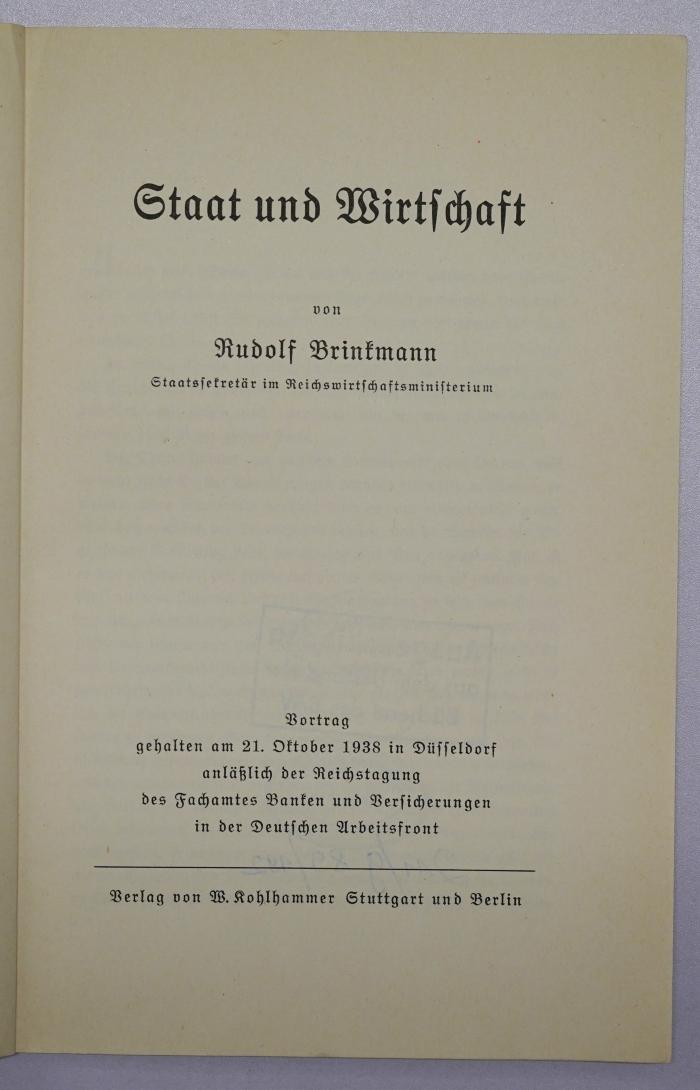 Staat und Wirtschaft
von
Rudolf Brinkmann
Staatssekretär im Reichswirtschaftsministerium
Vortrag
gehalten am 21. Oktober 1938 in Düsseldorf
anläßlich der Reichstagung
des Fachamtes Banken und Versicherungen
in der Deutschen Arbeitsfront
Verlag von W. Kohlhammer Stuttgart und Berlin